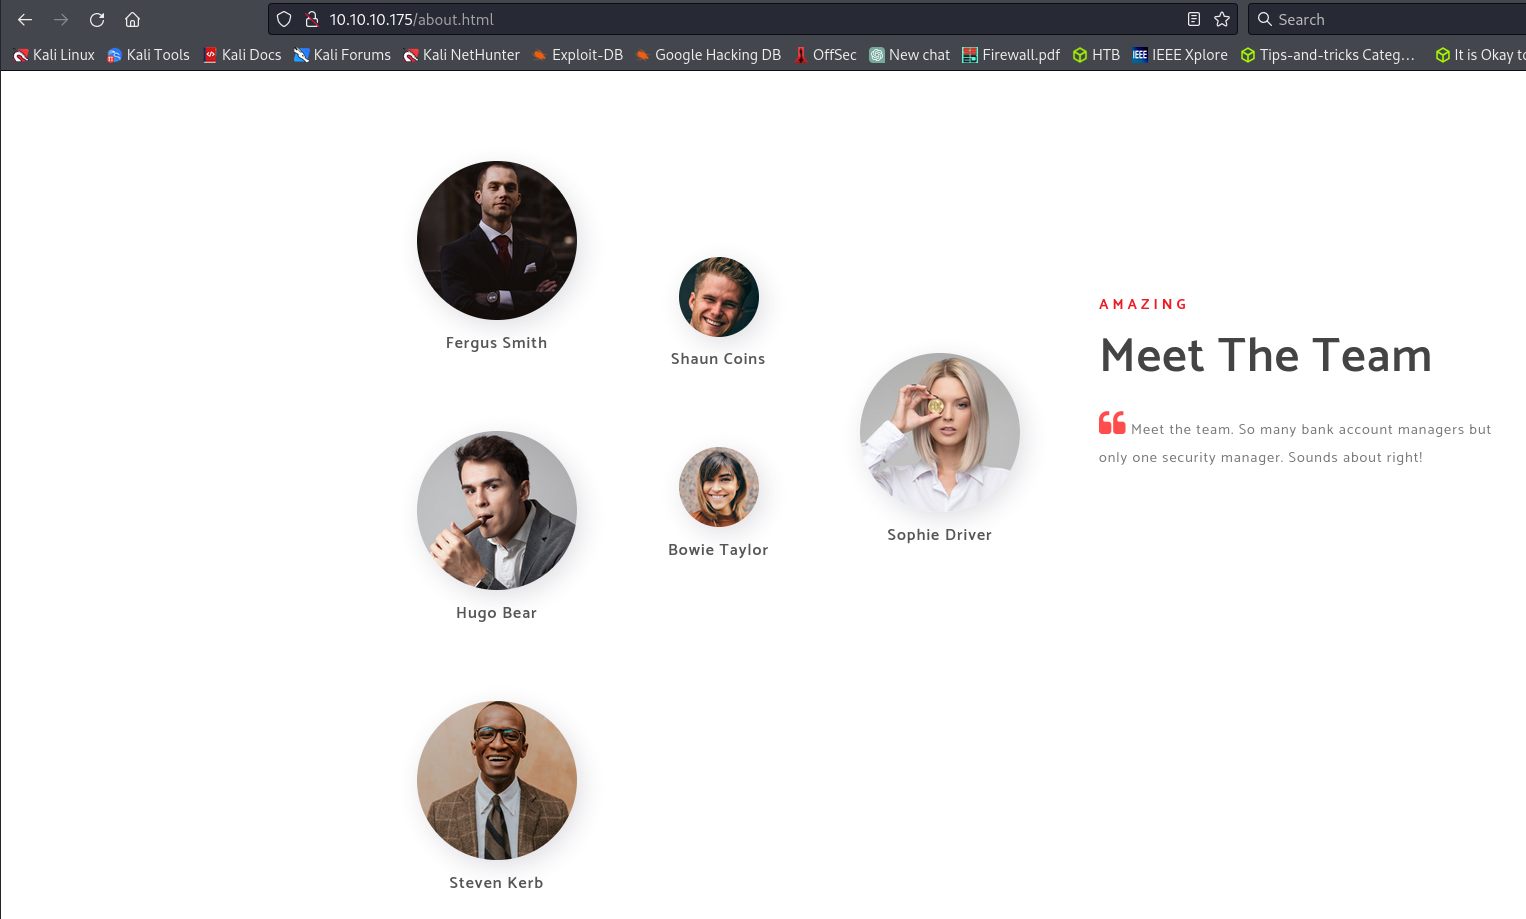 10.10.10.175/about.html
Search
Kali Linux Kali Tools Kali Docs Kali Forums Kali NetHunter Exploit-DB Google Hacking DB OffSec New chat Firewall.pdf HTB IEEE IEEE Xplore Tips-and-tricks Categ… It is Okay to
Fergus Smith
Shaun Coins
Hugo Bear
Bowie Taylor
Steven Kerb
Sophie Driver
AMAZING
Meet The Team
❝ Meet the team. So many bank account managers but
only one security manager. Sounds about right!